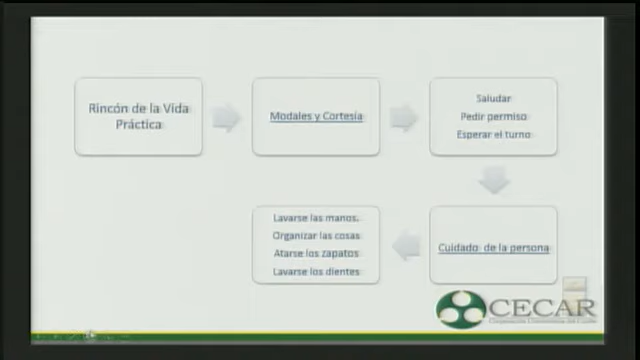 Rincón de la Vida
Práctica
Modales y Cortesía
Saludar
Pedir permiso
Esperar el turno
Cuidado de la persona
Lavarse las manos.
Organizar las cosas
Atarse los zapatos
Lavarse los dientes
CECAR